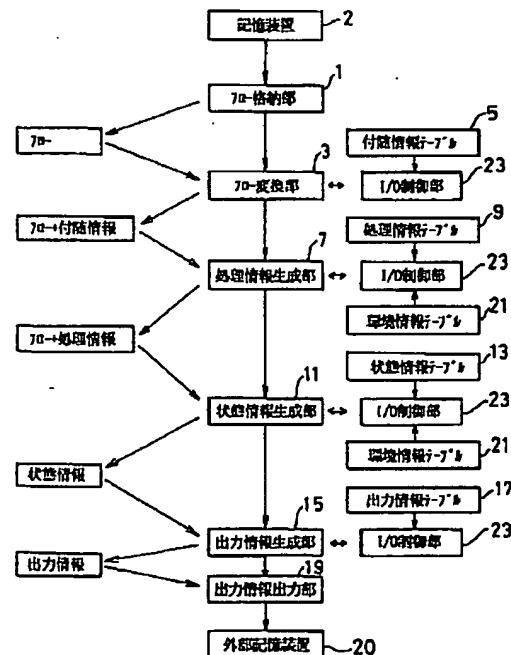 記憶装置
2
1
フロー格納部
フロー
5
付随情報テーブル
3
23
フロー変換部
I/O制御部
フロー+付随情報
9
処理情報テーブル
7
23
処理情報生成部
I/O制御部
21
環境情報テーブル
フロー+処理情報
13
状態情報テーブル
11
23
状態情報生成部
I/O制御部
21
環境情報テーブル
状態情報
17
出力情報テーブル
15
23
出力情報生成部
I/O制御部
出力情報
19
出力情報出力部
外部記憶装置
20